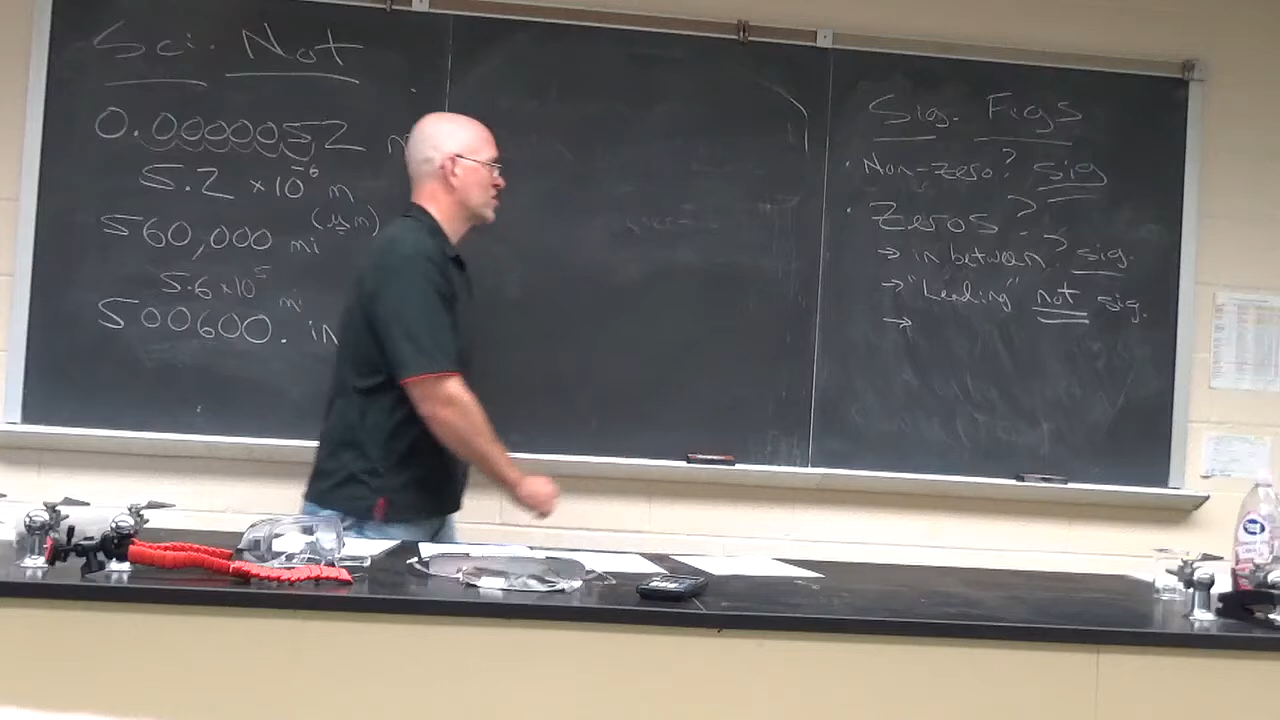 Sci. Not
0.0000052 m
5.2 ×10⁻⁶ m
(μm)
560,000 mi
5.6 ×10⁵ mi
500600. in
Sig. Figs
· Non-zero? sig
· Zeros?
→ in between? sig.
→ "Leading" not sig.
→